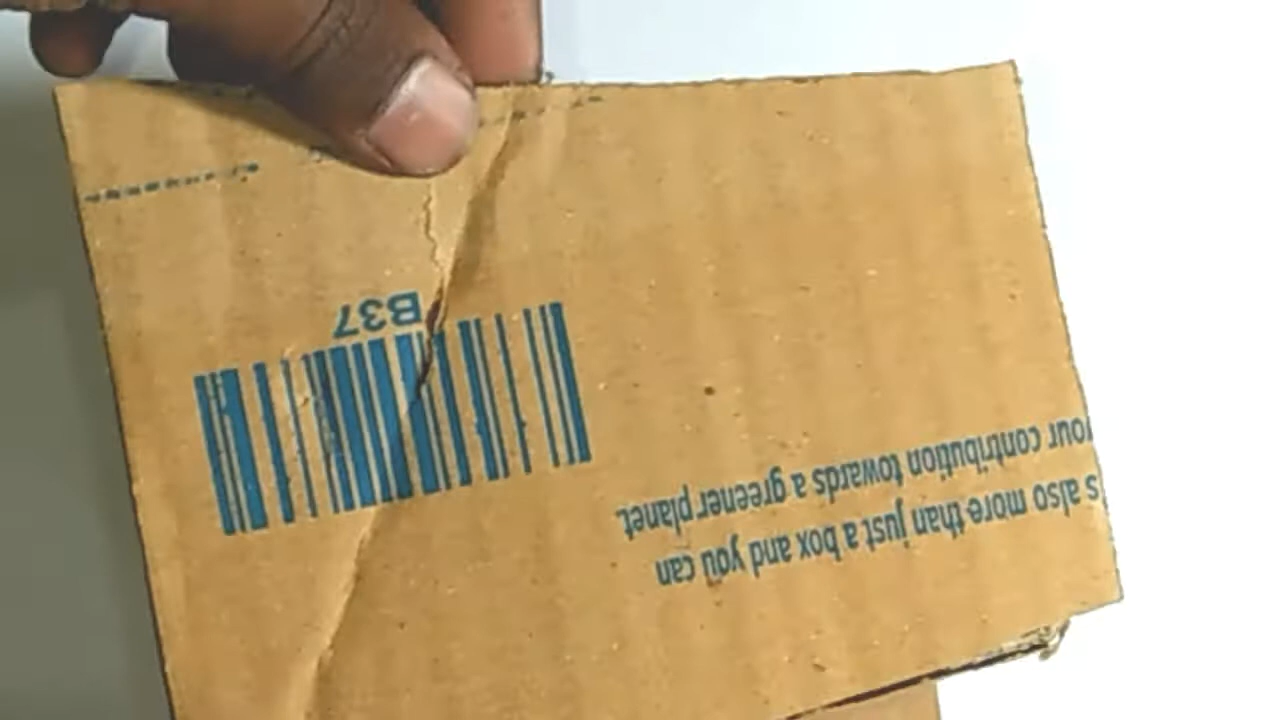 s also more than just a box and you can
your contribution towards a greener planet.
B37